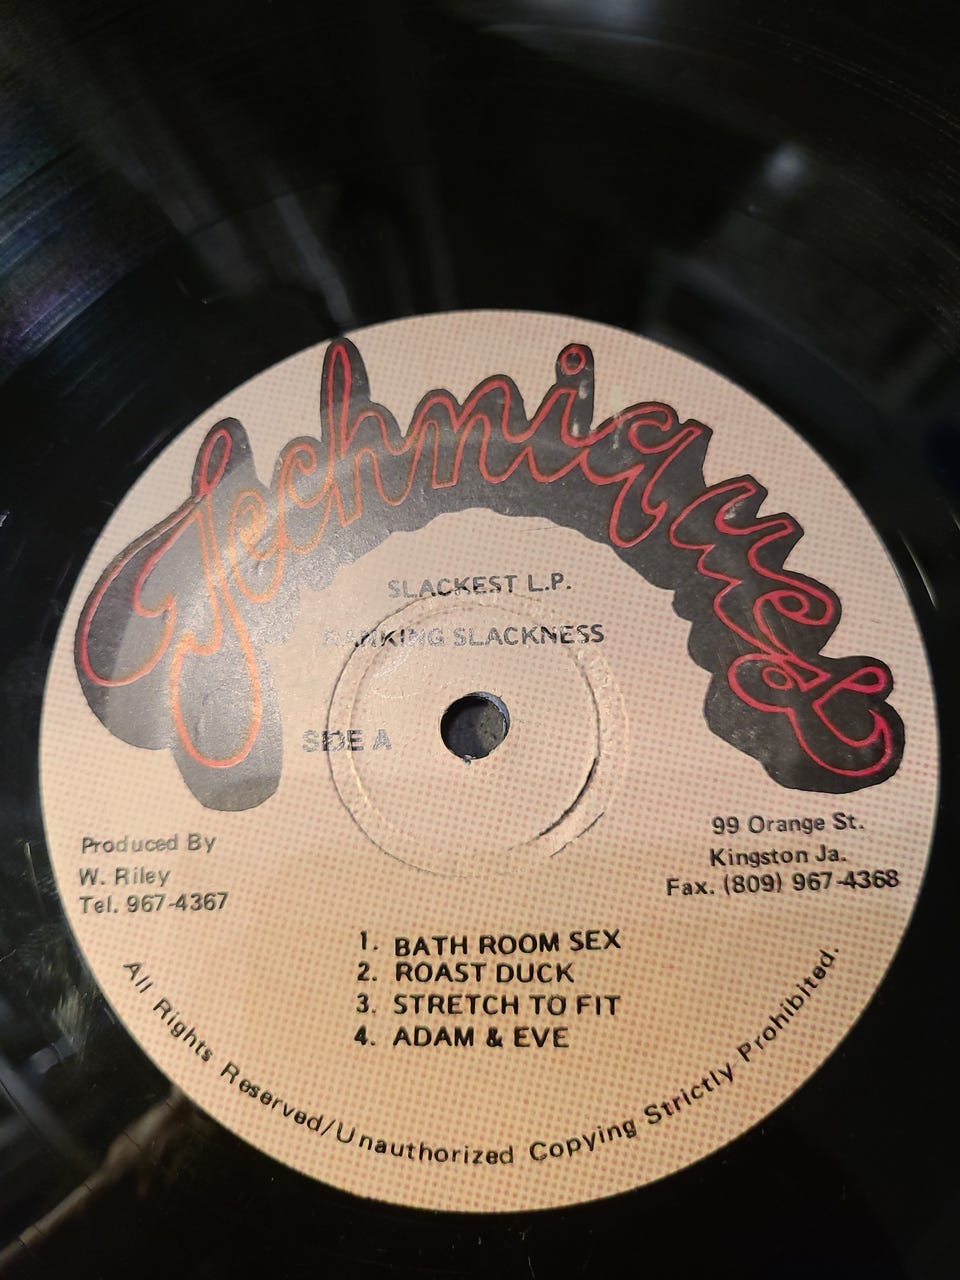 Techniques
SLACKEST L.P.
RANKING SLACKNESS
SIDE A
Produced By
W. Riley
Tel. 967-4367
99 Orange St.
Kingston Ja.
Fax. (809) 967-4368
1. BATH ROOM SEX
2. ROAST DUCK
3. STRETCH TO FIT
4. ADAM & EVE
All Rights Reserved/Unauthorized Copying Strictly Prohibited.